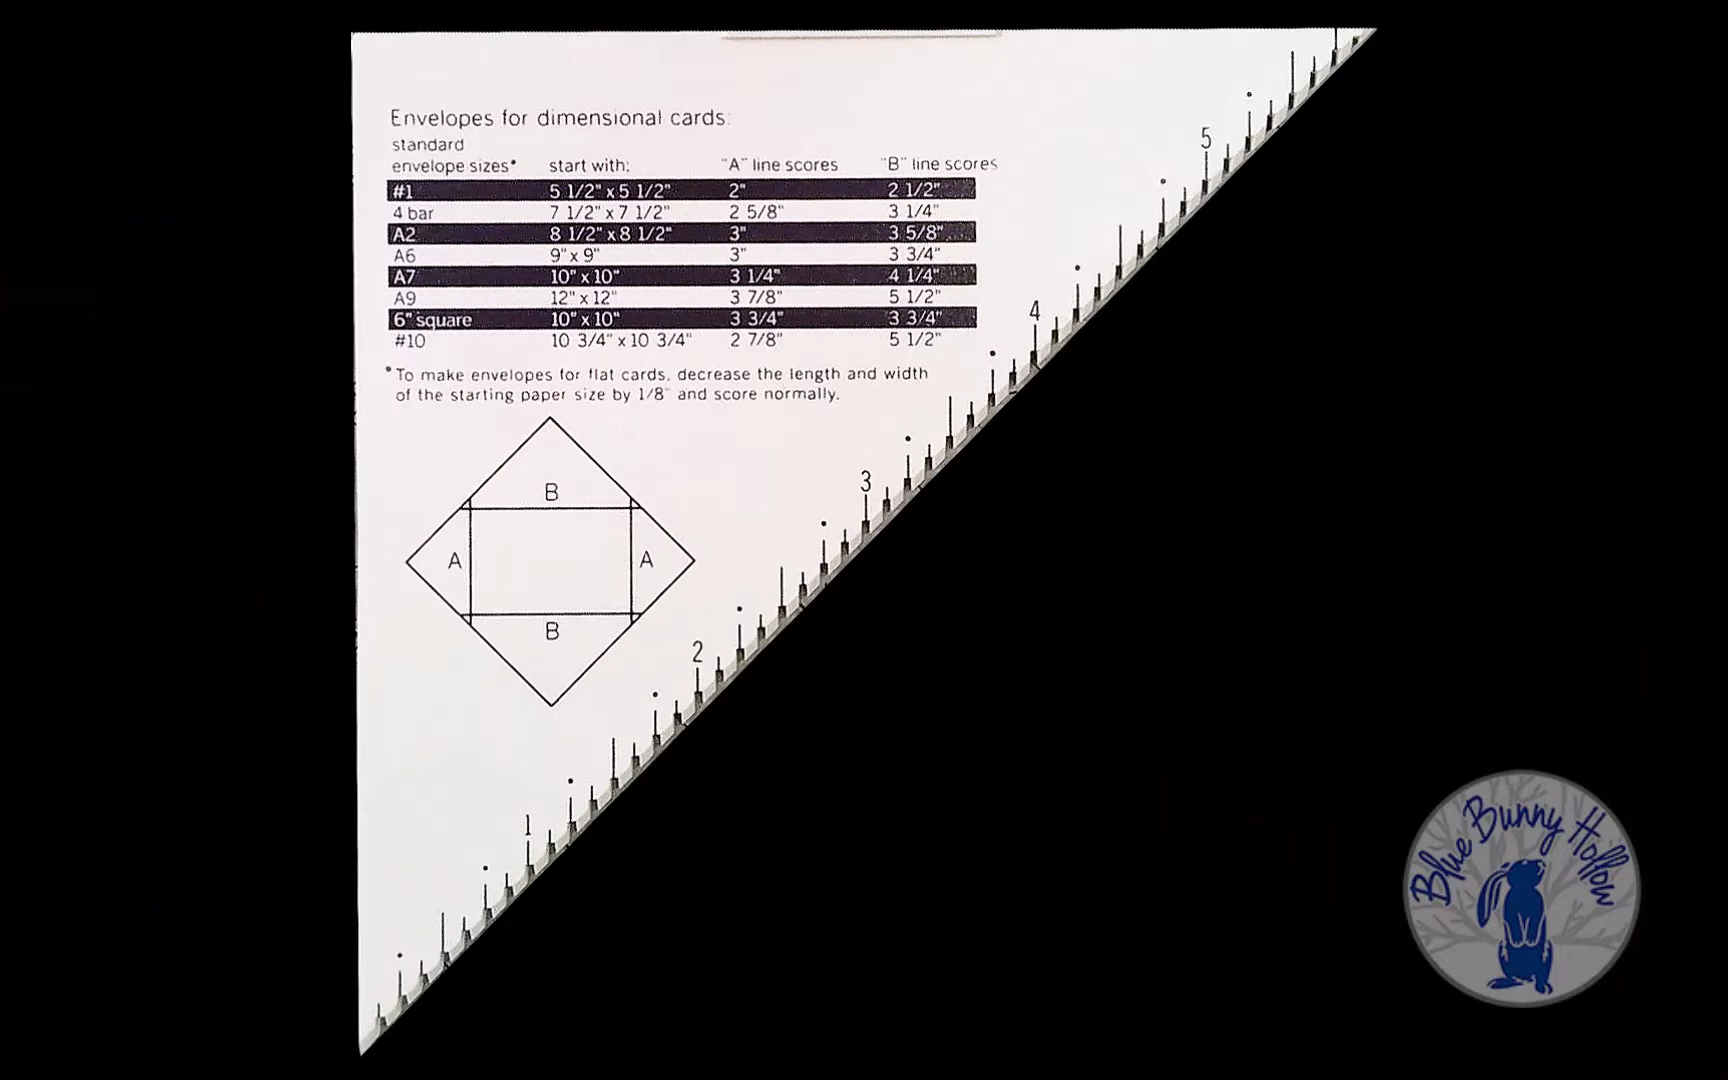 Envelopes for dimensional cards:
standard
envelope sizes* start with: "A" line scores "B" line scores
#1 5 1/2" x 5 1/2" 2" 2 1/2"
4 bar 7 1/2" x 7 1/2" 2 5/8" 3 1/4"
A2 8 1/2" x 8 1/2" 3" 3 5/8"
A6 9" x 9" 3" 3 3/4"
A7 10" x 10" 3 1/4" 4 1/4"
A9 12" x 12" 3 7/8" 5 1/2"
6" square 10" x 10" 3 3/4" 3 3/4"
#10 10 3/4" x 10 3/4" 2 7/8" 5 1/2"
*To make envelopes for flat cards, decrease the length and width
of the starting paper size by 1/8" and score normally.
B
A A
B
5
4
3
2
1
Blue Bunny Hollow